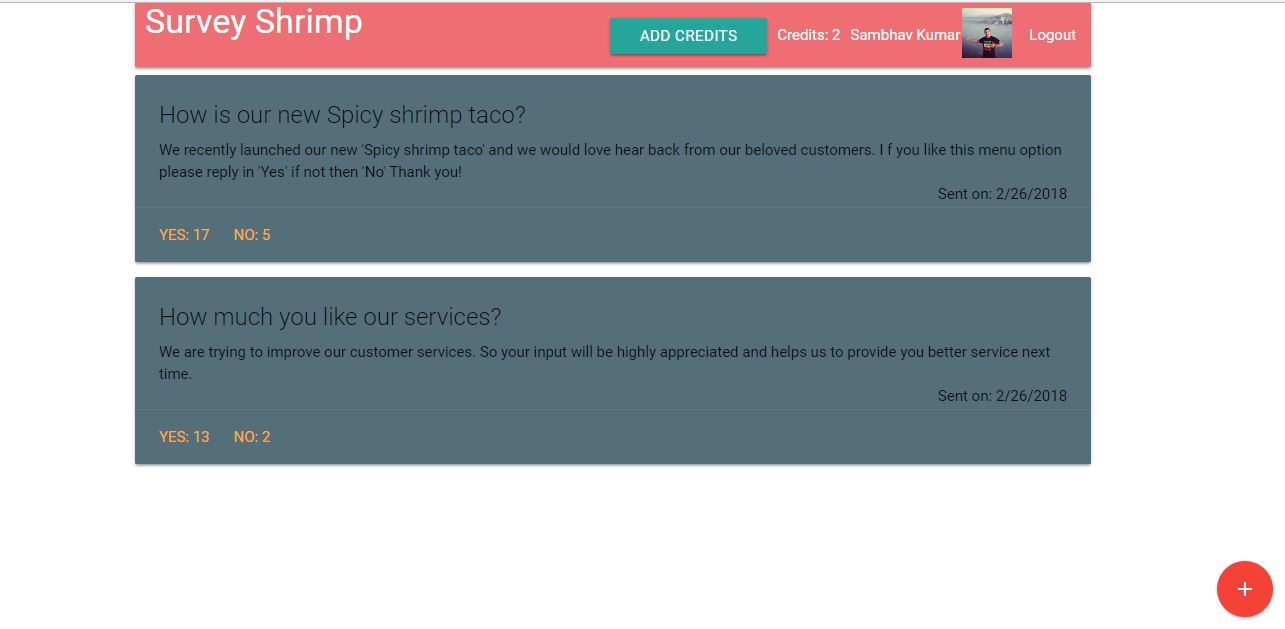 Survey Shrimp
ADD CREDITS Credits: 2 Sambhav Kumar Logout
How is our new Spicy shrimp taco?
We recently launched our new 'Spicy shrimp taco' and we would love hear back from our beloved customers. I f you like this menu option
please reply in 'Yes' if not then 'No' Thank you!
Sent on: 2/26/2018
YES: 17 NO: 5
How much you like our services?
We are trying to improve our customer services. So your input will be highly appreciated and helps us to provide you better service next
time.
Sent on: 2/26/2018
YES: 13 NO: 2
+